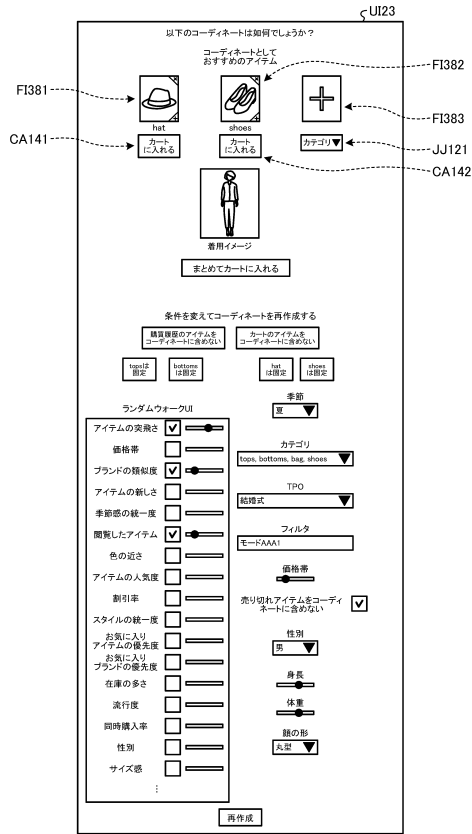 UI23
以下のコーディネートは如何でしょうか？
コーディネートとして
おすすめのアイテム
FI381
FI382
FI383
hat
shoes
CA141
カート
に入れる
カート
に入れる
カテゴリ▼
JJ121
CA142
着用イメージ
まとめてカートに入れる
条件を変えてコーディネートを再作成する
購買履歴のアイテムを
コーディネートに含めない
カートのアイテムを
コーディネートに含めない
topsは
固定
bottoms
は固定
hat
は固定
shoes
は固定
ランダムウォークUI
アイテムの突飛さ
価格帯
ブランドの類似度
アイテムの新しさ
季節感の統一度
閲覧したアイテム
色の近さ
アイテムの人気度
割引率
スタイルの統一度
お気に入り
アイテムの優先度
お気に入り
ブランドの優先度
在庫の多さ
流行度
同時購入率
性別
サイズ感
⋮
季節
夏▼
カテゴリ
tops, bottoms, bag, shoes▼
TPO
結婚式▼
フィルタ
モードAAA1
価格帯
売り切れアイテムをコーディ
ネートに含めない
性別
男▼
身長
体重
顔の形
丸型▼
再作成